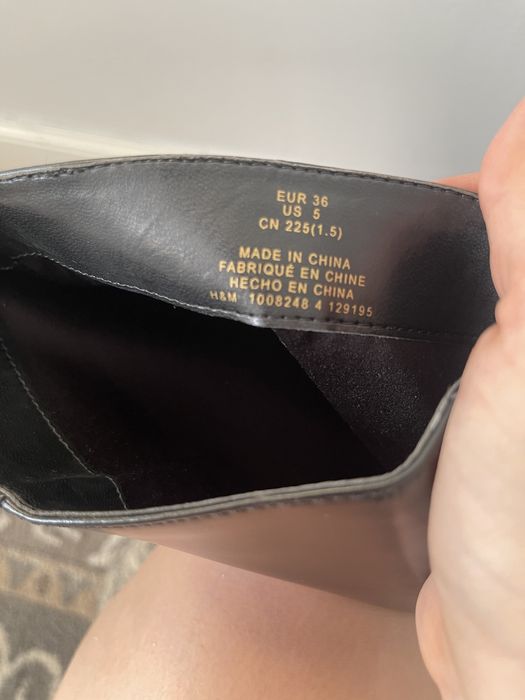 EUR 36
US 5
CN 225(1.5)
MADE IN CHINA
FABRIQUÉ EN CHINE
HECHO EN CHINA
H&M 1008248 4 129195